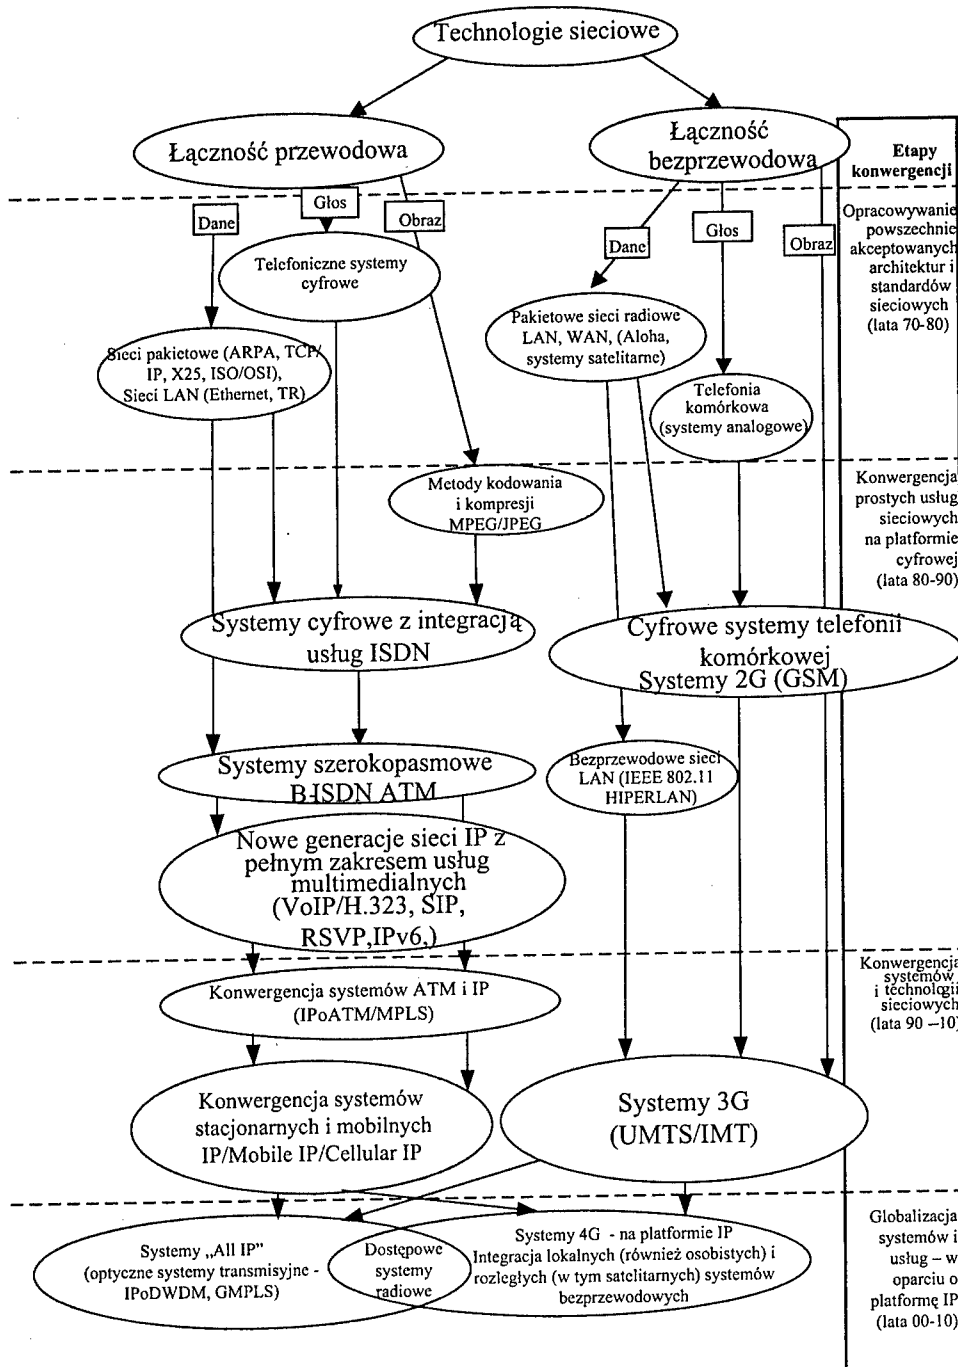 Technologie sieciowe
Łączność przewodowa
Łączność
bezprzewodowa
Etapy
konwergencji
Dane
Głos
Obraz
Dane
Głos
Obraz
Opracowywanie
powszechnie
akceptowanych
architektur i
standardów
sieciowych
(lata 70-80)
Telefoniczne systemy
cyfrowe
Pakietowe sieci radiowe
LAN, WAN, (Aloha,
systemy satelitarne)
Sieci pakietowe (ARPA, TCP/
IP, X25, ISO/OSI),
Sieci LAN (Ethernet, TR)
Telefonia
komórkowa
(systemy analogowe)
Metody kodowania
i kompresji
MPEG/JPEG
Konwergencja
prostych usług
sieciowych
na platformie
cyfrowej
(lata 80-90)
Systemy cyfrowe z integracją
usług ISDN
Cyfrowe systemy telefonii
komórkowej
Systemy 2G (GSM)
Systemy szerokopasmowe
B-ISDN ATM
Bezprzewodowe sieci
LAN (IEEE 802.11
HIPERLAN)
Nowe generacje sieci IP z
pełnym zakresem usług
multimedialnych
(VoIP/H.323, SIP,
RSVP,IPv6,)
Konwergencja systemów ATM i IP
(IPoATM/MPLS)
Konwergencja
systemów
i technologii
sieciowych
(lata 90 –10)
Konwergencja systemów
stacjonarnych i mobilnych
IP/Mobile IP/Cellular IP
Systemy 3G
(UMTS/IMT)
Systemy „All IP”
(optyczne systemy transmisyjne -
IPoDWDM, GMPLS)
Dostępowe
systemy
radiowe
Systemy 4G - na platformie IP
Integracja lokalnych (również osobistych) i
rozległych (w tym satelitarnych) systemów
bezprzewodowych
Globalizacja
systemów i
usług – w
oparciu o
platformę IP
(lata 00-10)